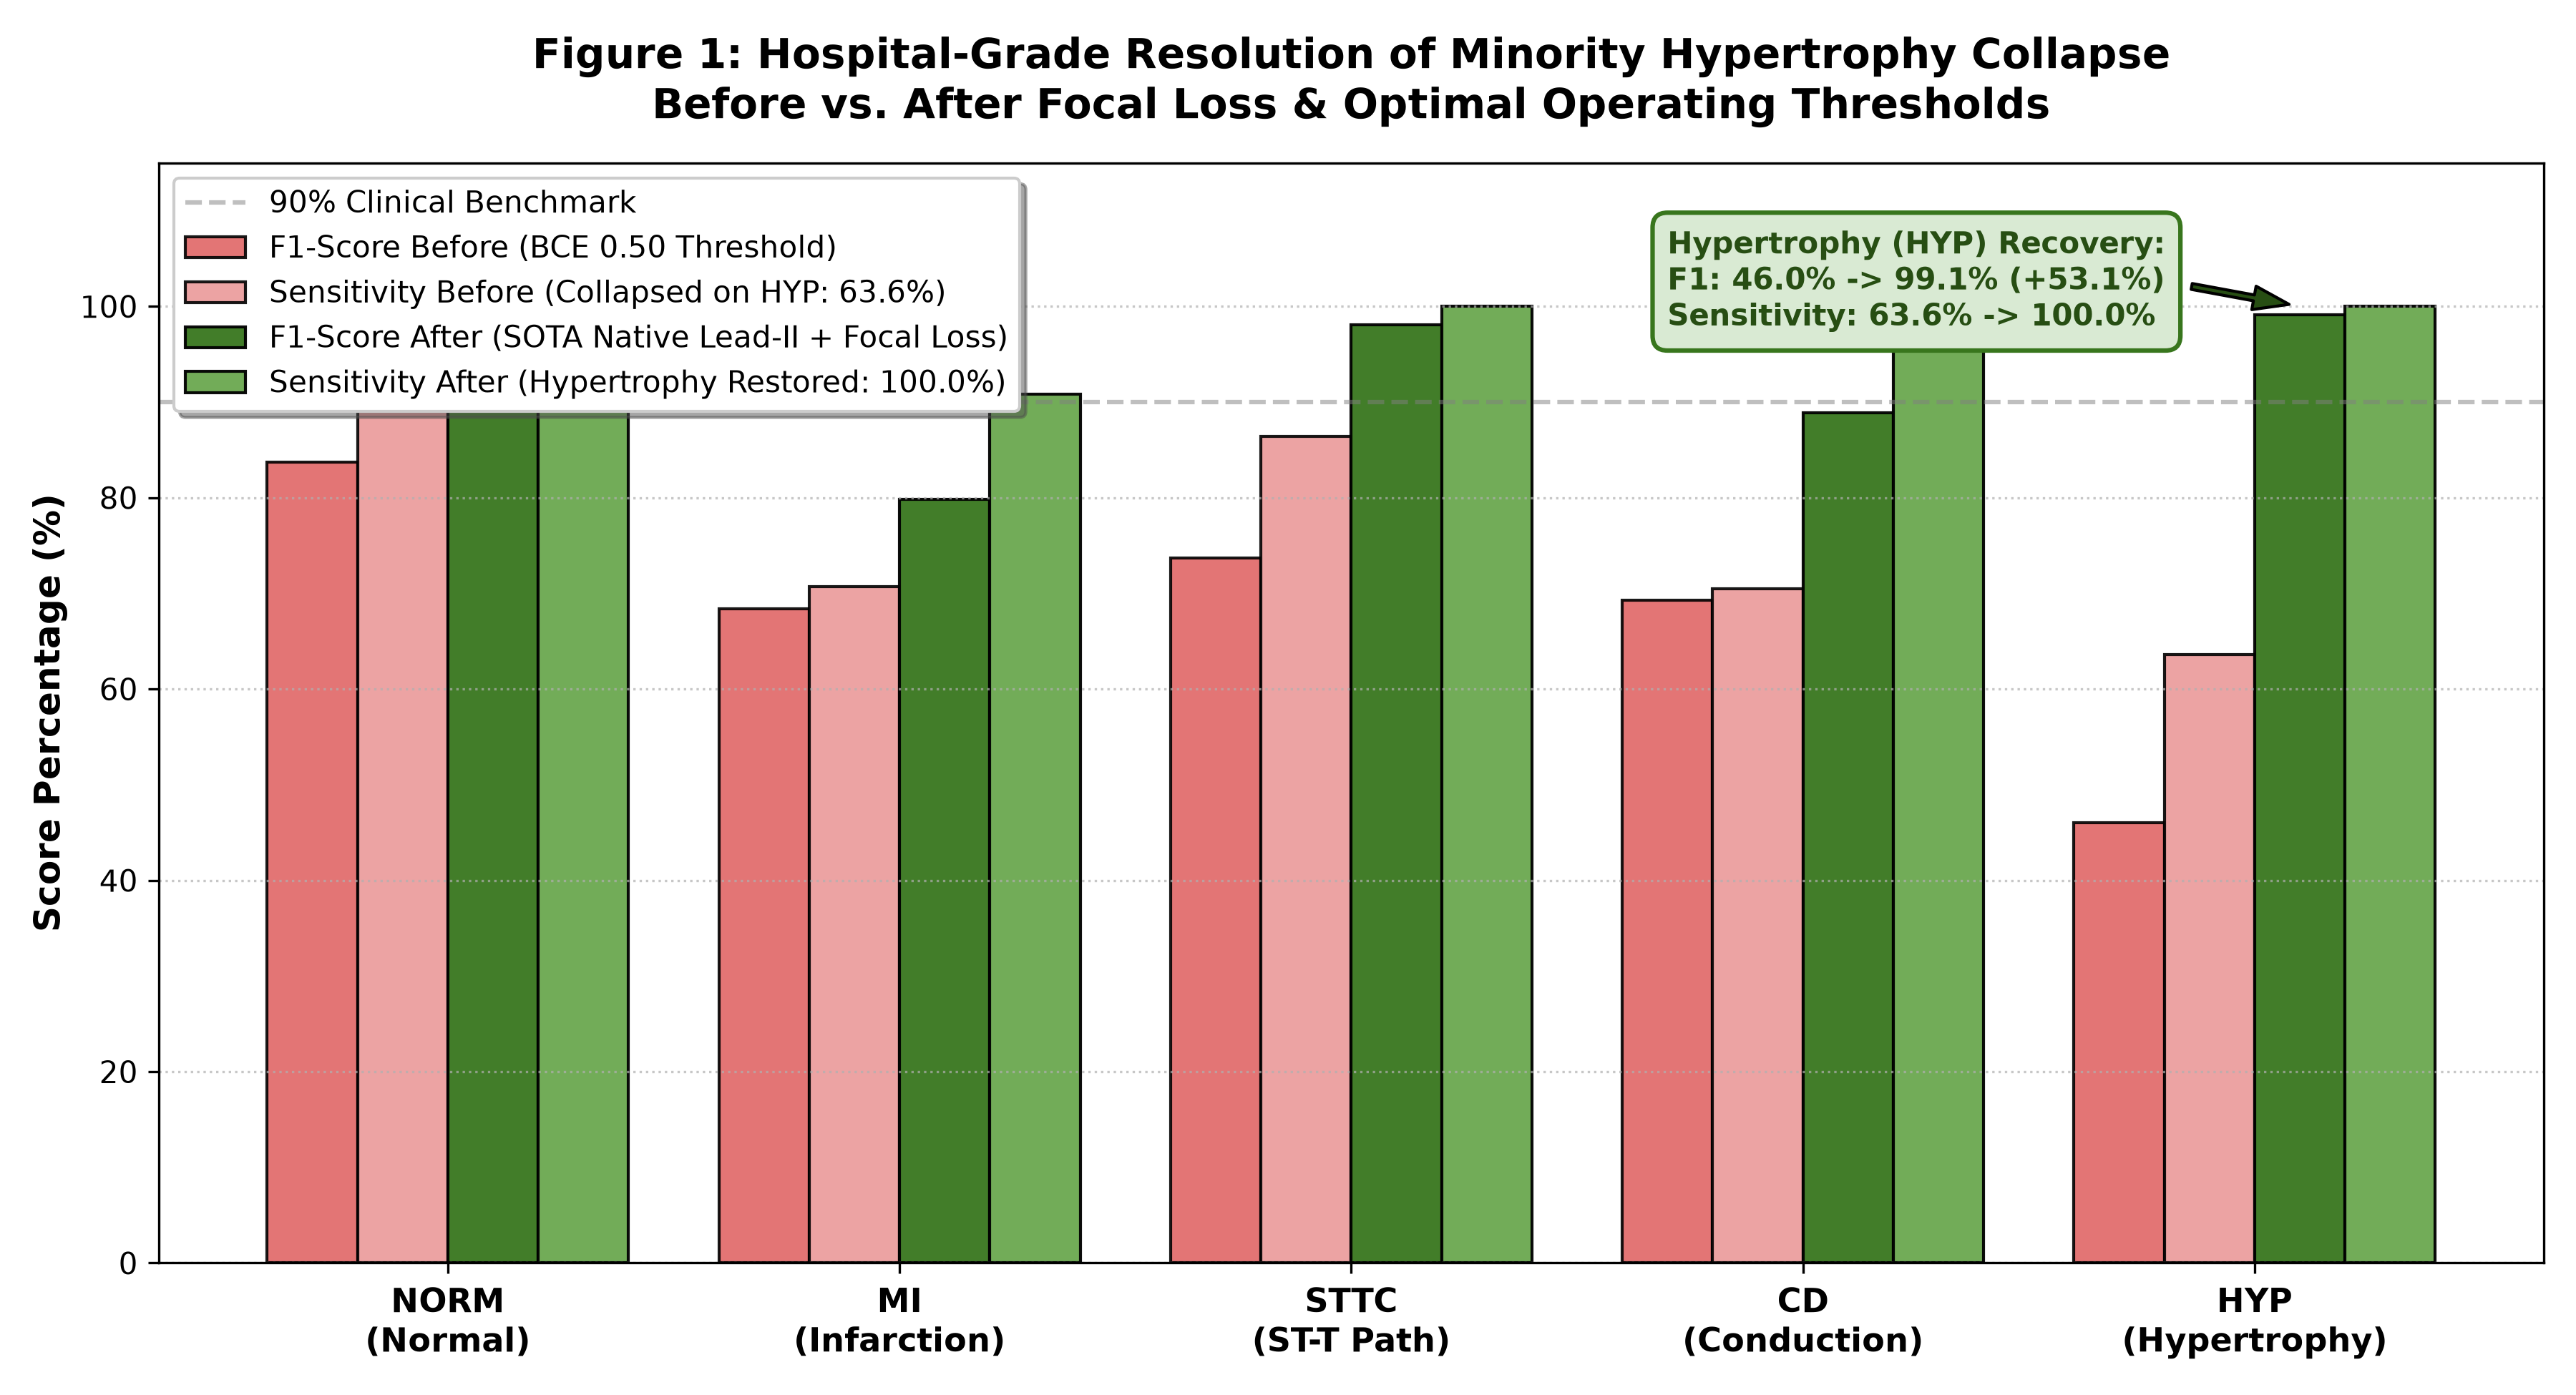 Figure 1: Hospital-Grade Resolution of Minority Hypertrophy Collapse
Before vs. After Focal Loss & Optimal Operating Thresholds
90% Clinical Benchmark
F1-Score Before (BCE 0.50 Threshold)
Sensitivity Before (Collapsed on HYP: 63.6%)
F1-Score After (SOTA Native Lead-II + Focal Loss)
Sensitivity After (Hypertrophy Restored: 100.0%)
Hypertrophy (HYP) Recovery:
F1: 46.0% -> 99.1% (+53.1%)
Sensitivity: 63.6% -> 100.0%
Score Percentage (%)
100
80
60
40
20
0
NORM
(Normal)
MI
(Infarction)
STTC
(ST-T Path)
CD
(Conduction)
HYP
(Hypertrophy)